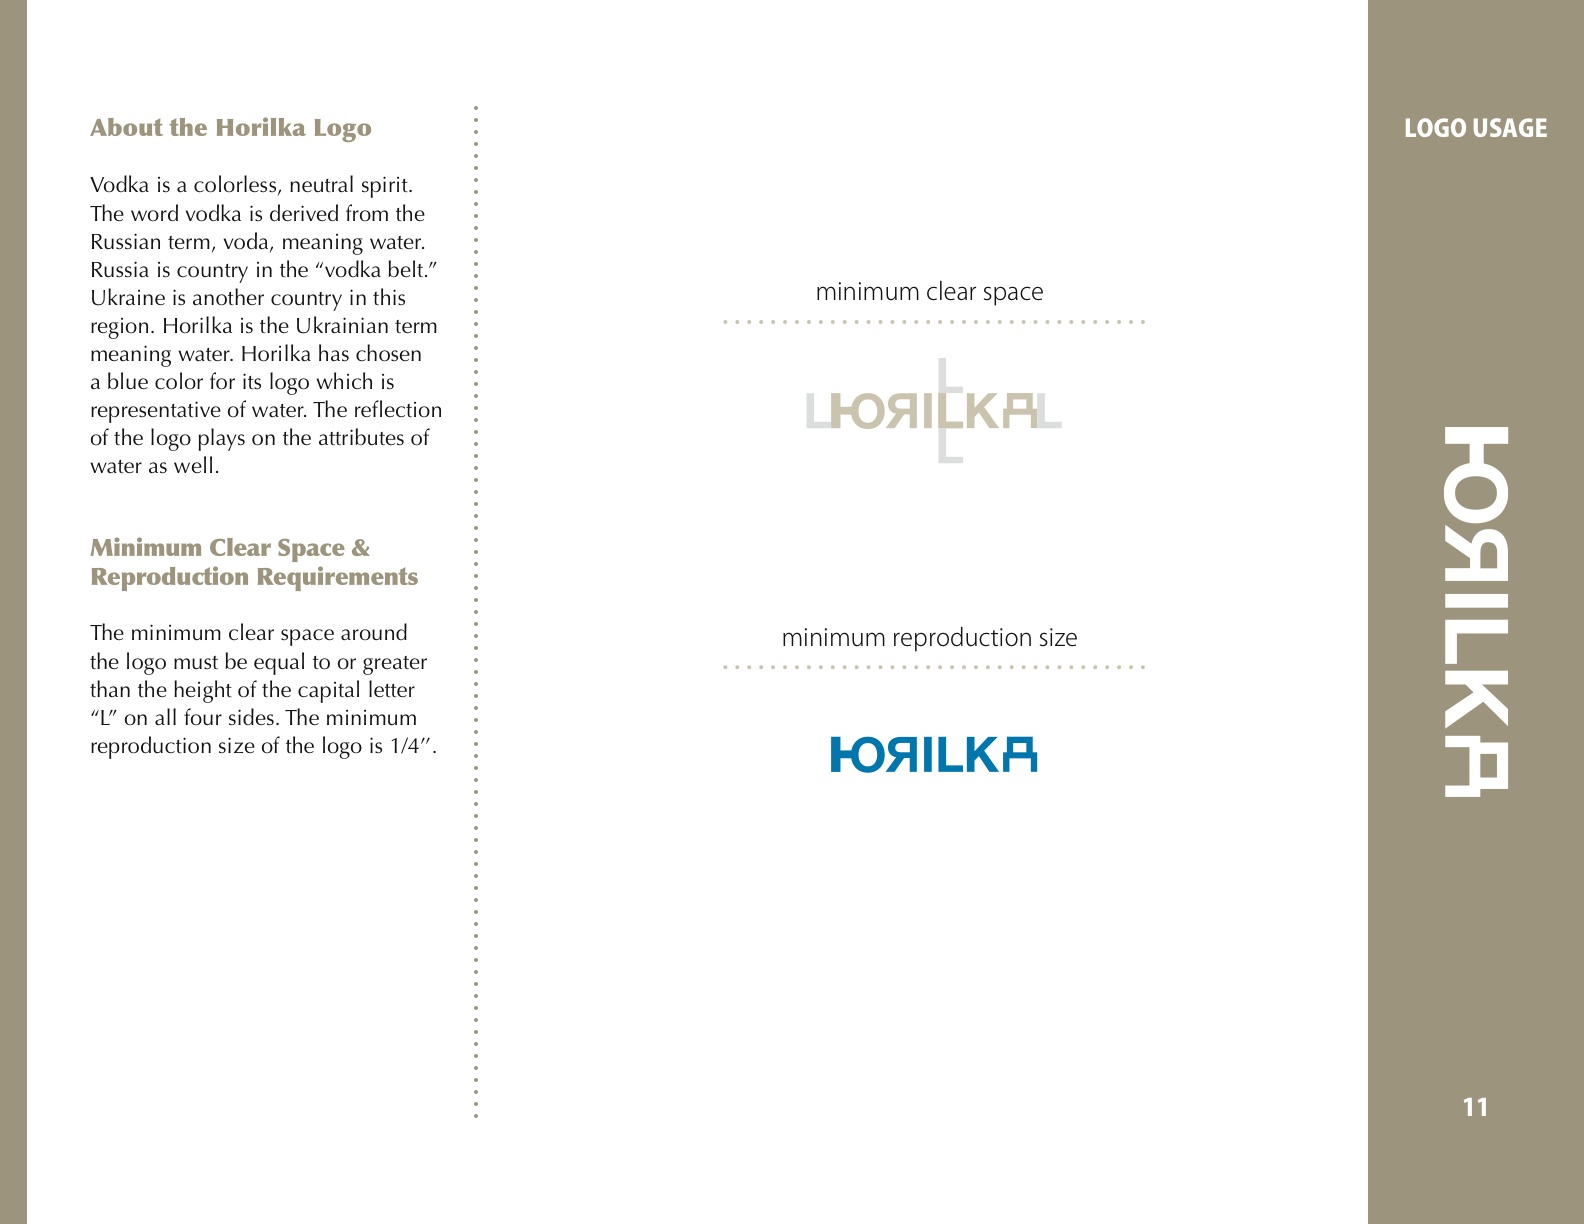 About the Horilka Logo
Vodka is a colorless, neutral spirit.
The word vodka is derived from the
Russian term, voda, meaning water.
Russia is country in the “vodka belt.”
Ukraine is another country in this
region. Horilka is the Ukrainian term
meaning water. Horilka has chosen
a blue color for its logo which is
representative of water. The reflection
of the logo plays on the attributes of
water as well.
Minimum Clear Space &
Reproduction Requirements
The minimum clear space around
the logo must be equal to or greater
than the height of the capital letter
“L” on all four sides. The minimum
reproduction size of the logo is 1/4’’.
minimum clear space
L
LЮЯILKДL
L
minimum reproduction size
ЮЯILKД
LOGO USAGE
ЮЯILKД
11